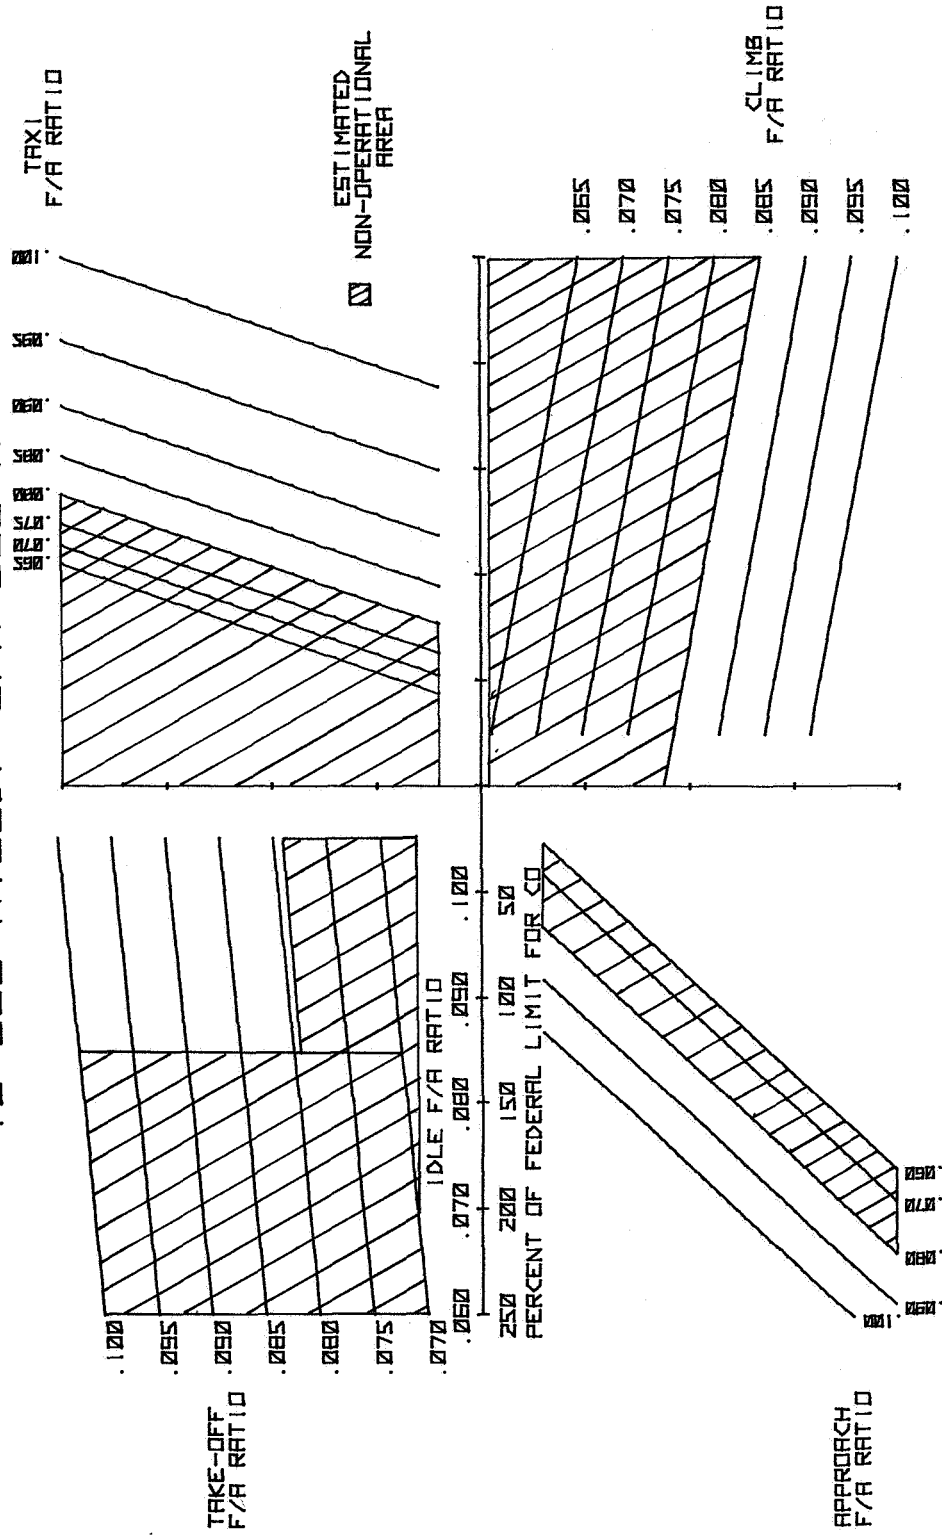 TAXI
F/A RATIO
.100
.095
.090
.085
.080
.075
.070
.065
ESTIMATED
NON-OPERATIONAL
AREA
TAKE-OFF
F/A RATIO
.100
.095
.090
.085
.080
.075
.070
IDLE F/A RATIO
.060 .070 .080 .090 .100
250 200 150 100 50
PERCENT OF FEDERAL LIMIT FOR CO
CLIMB
F/A RATIO
.065
.070
.075
.080
.085
.090
.095
.100
APPROACH
F/A RATIO
.100
.090
.080
.070
.060